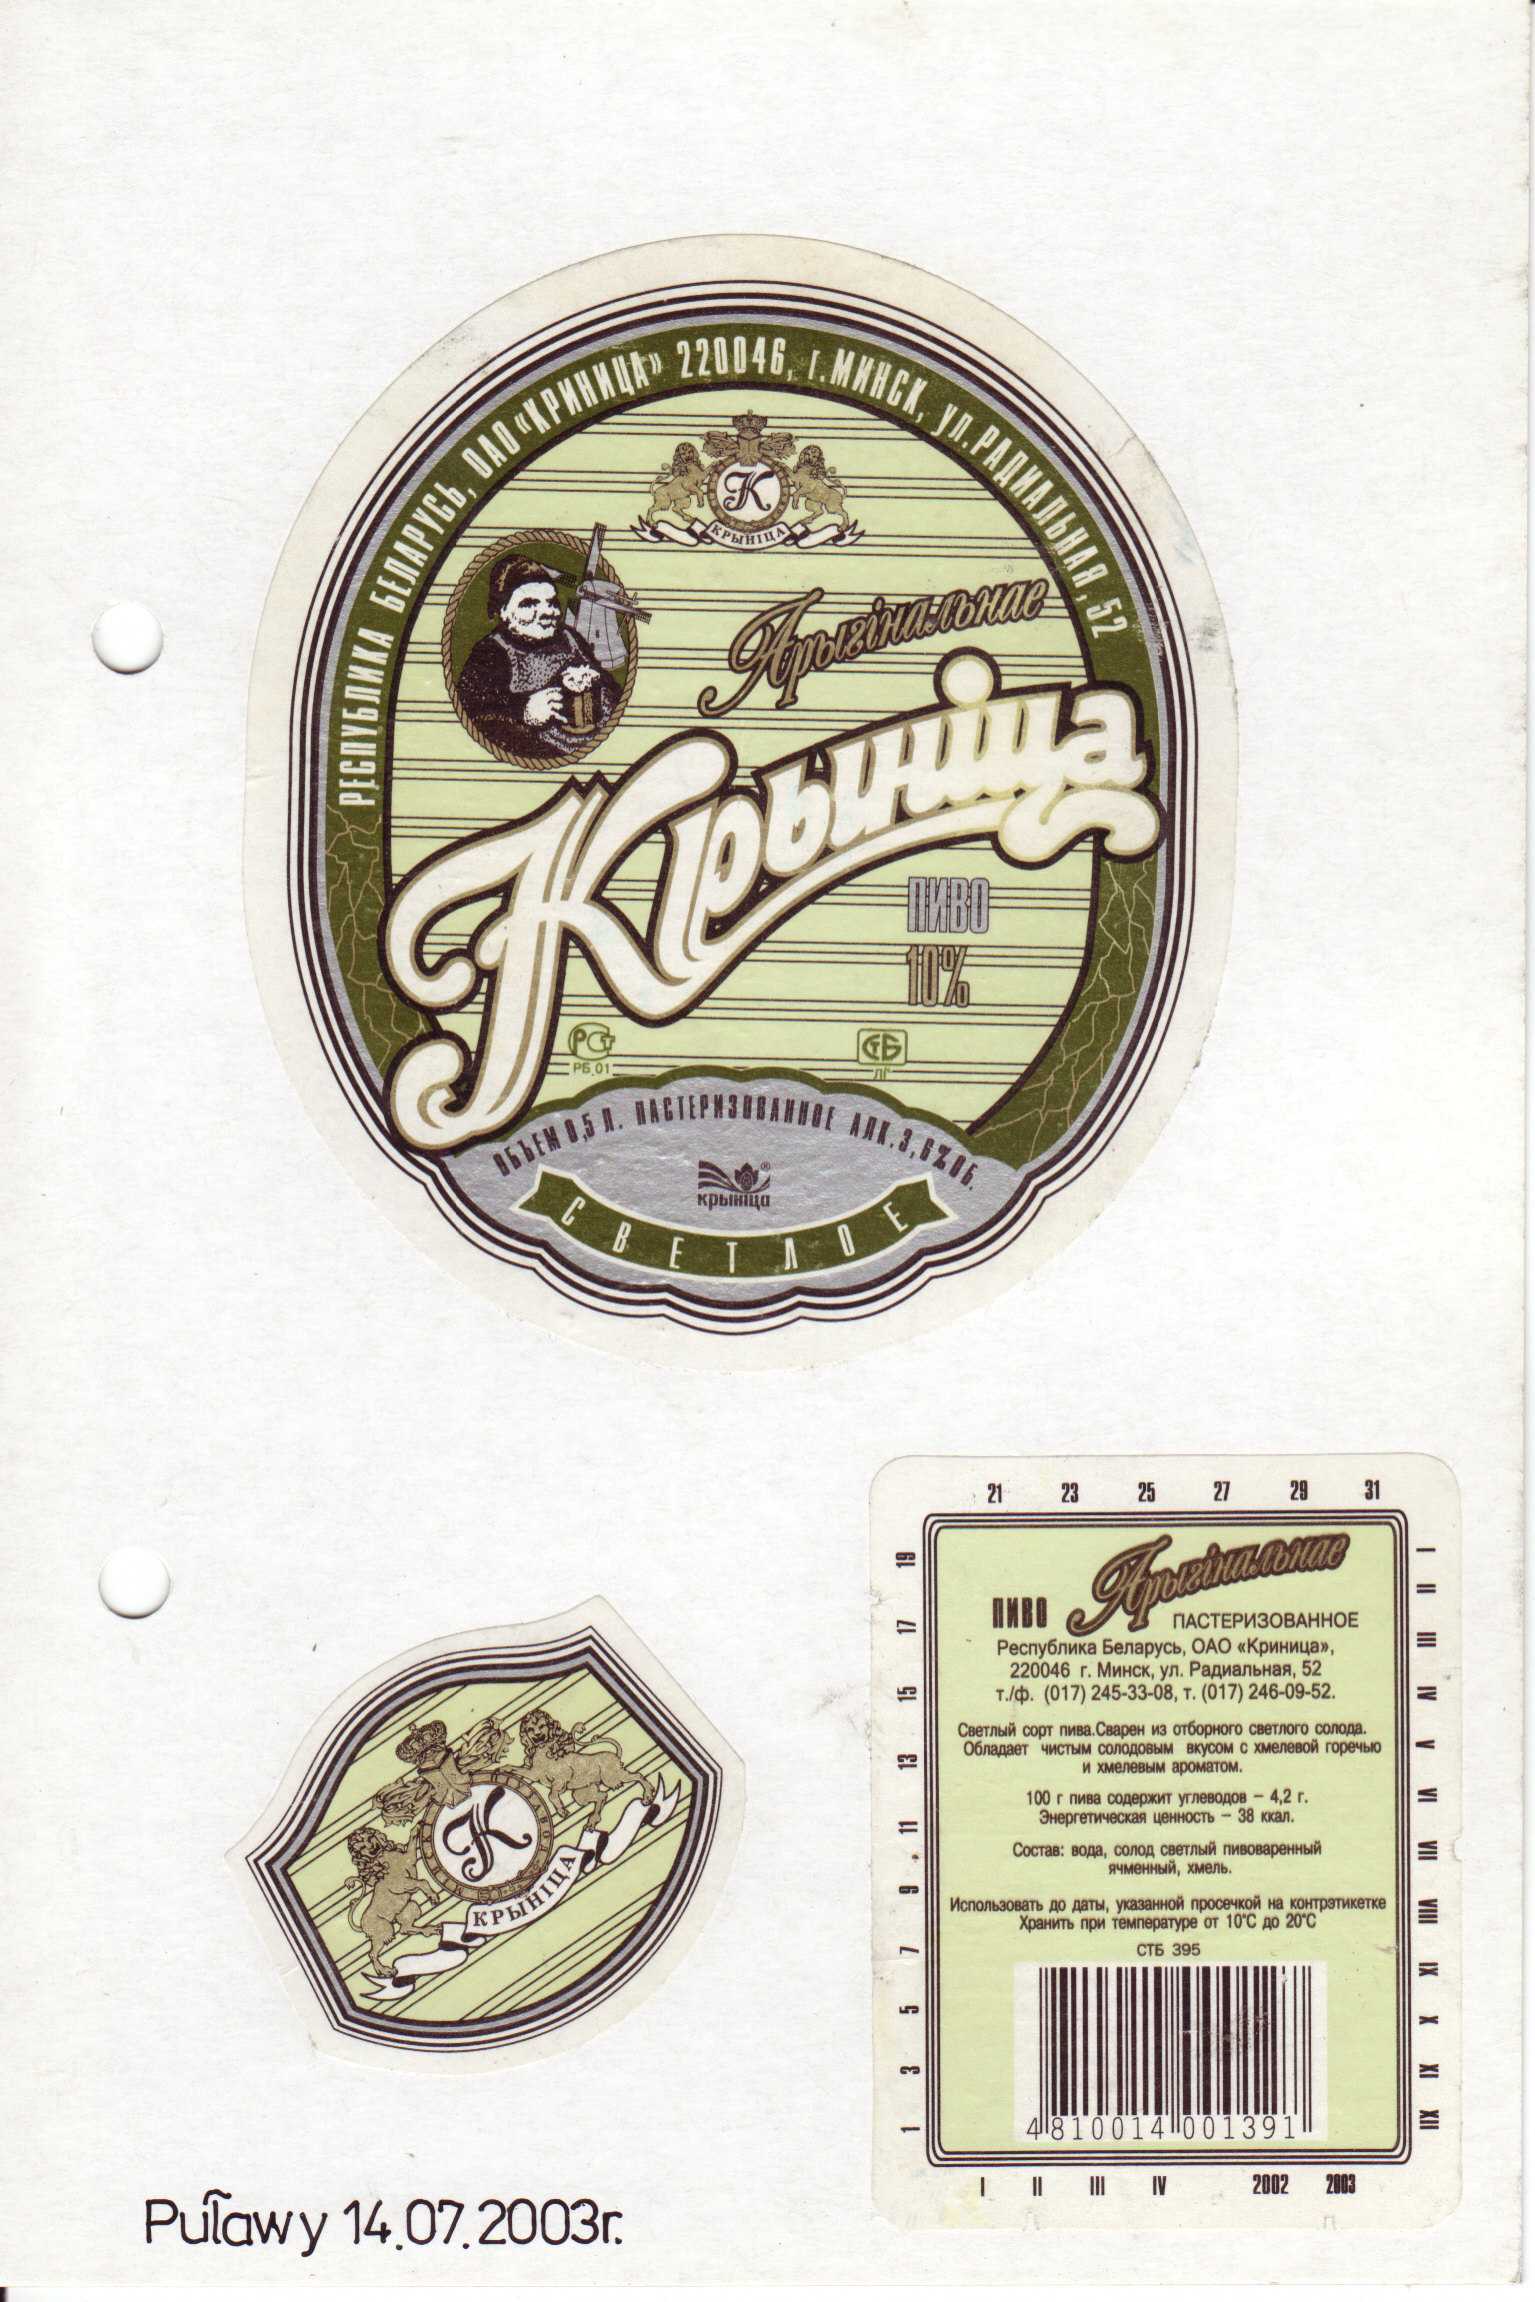 РЕСПУБЛИКА БЕЛАРУСЬ, ОАО «КРИНИЦА» 220046, г.МИНСК, УЛ.РАДИАЛЬНАЯ, 52
К
КРЫНІЦА
Арыгінальнае
Крыніца
ПИВО
10%
РСТ
РБ 01
СТБ
ЛГ
ОБЪЕМ 0,5 Л. ПАСТЕРИЗОВАННОЕ АЛК.3,6%ОБ.
крыніца®
СВЕТЛОЕ
21 23 25 27 29 31
19 17 15 13 11 9 7 5 3 1
I II III IV V VI VII VIII IX X XI XII
ПИВО Арыгінальнае
ПАСТЕРИЗОВАННОЕ
Республика Беларусь, ОАО «Криница»,
220046 г. Минск, ул. Радиальная, 52
т./ф. (017) 245-33-08, т. (017) 246-09-52.
Светлый сорт пива.Сварен из отборного светлого солода.
Обладает чистым солодовым вкусом с хмелевой горечью
и хмелевым ароматом.
100 г пива содержит углеводов – 4,2 г.
Энергетическая ценность – 38 ккал.
Состав: вода, солод светлый пивоваренный
ячменный, хмель.
Использовать до даты, указанной просечкой на контрэтикетке
Хранить при температуре от 10°С до 20°С
СТБ 395
4810014001391
I II III IV 2002 2003
К
КРЫНІЦА
Puławy 14.07.2003r.